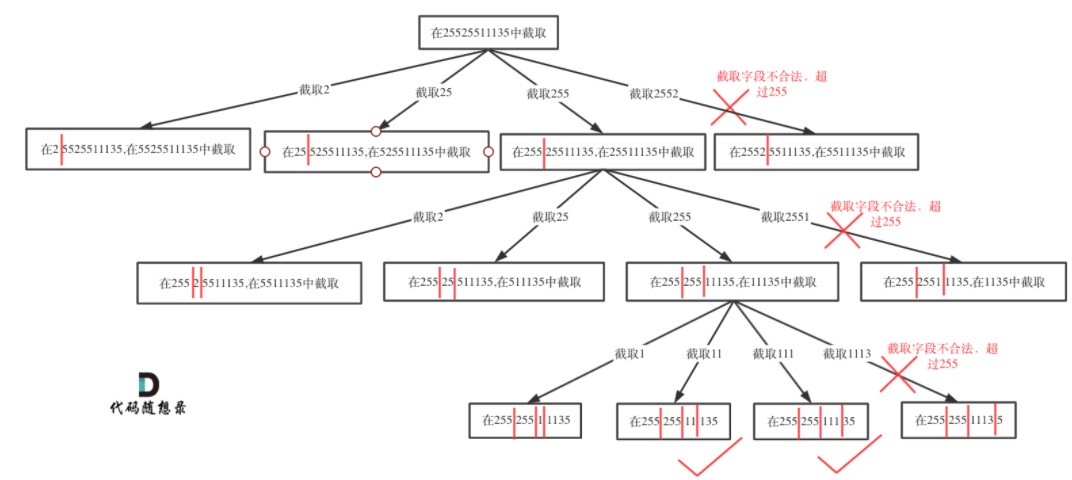 在25525511135中截取
截取2
截取25
截取255
截取2552
截取字段不合法，超
过255
在2 5525511135,在5525511135中截取
在25 525511135,在525511135中截取
在255 25511135,在25511135中截取
在2552 5511135,在5511135中截取
截取2
截取25
截取255
截取2551
截取字段不合法，超
过255
在255 2 5511135,在5511135中截取
在255 25 511135,在511135中截取
在255 255 11135,在11135中截取
在255 2551 1135,在1135中截取
截取1
截取11
截取111
截取1113
截取字段不合法，超
过255
在255 255 1 1135
在255 255 11 135
在255 255 111 35
在255 255 1113 5
代码随想录